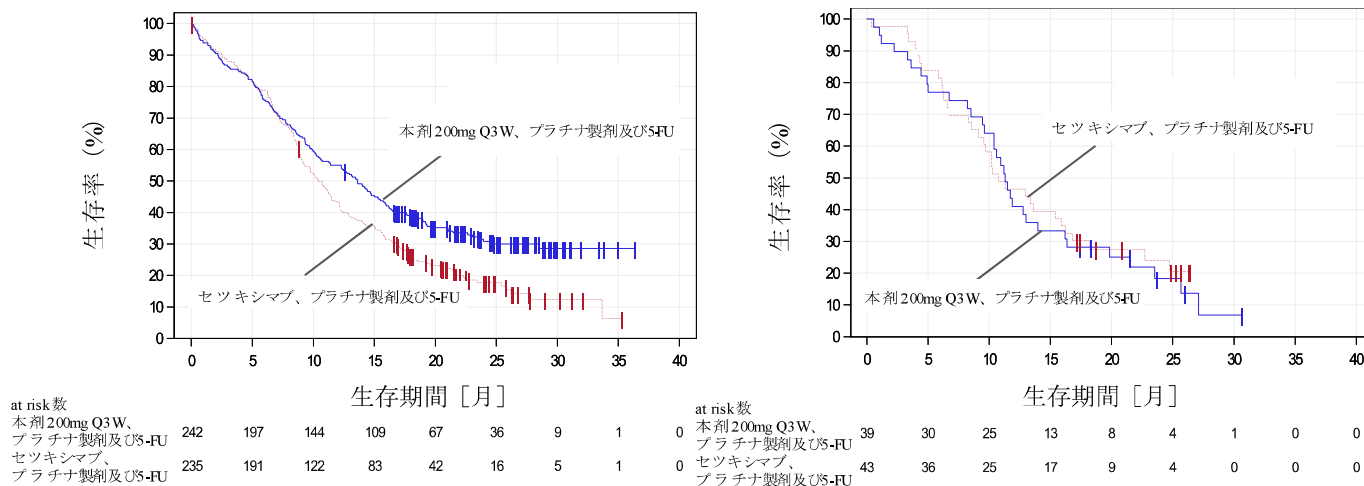 生存率 (%)
100
90
80
70
60
50
40
30
20
10
0
本剤200mg Q3W、プラチナ製剤及び5-FU
セツキシマブ、プラチナ製剤及び5-FU
0 5 10 15 20 25 30 35 40
生存期間［月］
at risk数
本剤200mg Q3W、
プラチナ製剤及び5-FU
242 197 144 109 67 36 9 1 0
セツキシマブ、
プラチナ製剤及び5-FU
235 191 122 83 42 16 5 1 0
生存率 (%)
100
90
80
70
60
50
40
30
20
10
0
セツキシマブ、プラチナ製剤及び5-FU
本剤200mg Q3W、プラチナ製剤及び5-FU
0 5 10 15 20 25 30 35 40
生存期間［月］
at risk数
本剤200mg Q3W、
プラチナ製剤及び5-FU
39 30 25 13 8 4 1 0 0
セツキシマブ、
プラチナ製剤及び5-FU
43 36 25 17 9 4 0 0 0